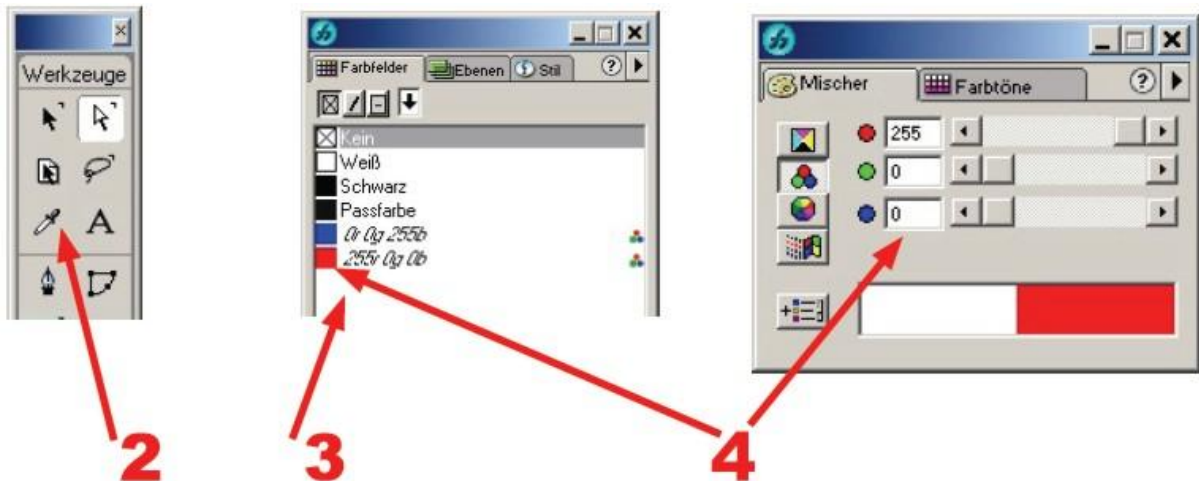 Werkzeuge
A
Farbfelder Ebenen Stil ?
Kein
Weiß
Schwarz
Passfarbe
0r 0g 255b
255r 0g 0b
Mischer Farbtöne ?
255
0
0
2
3
4